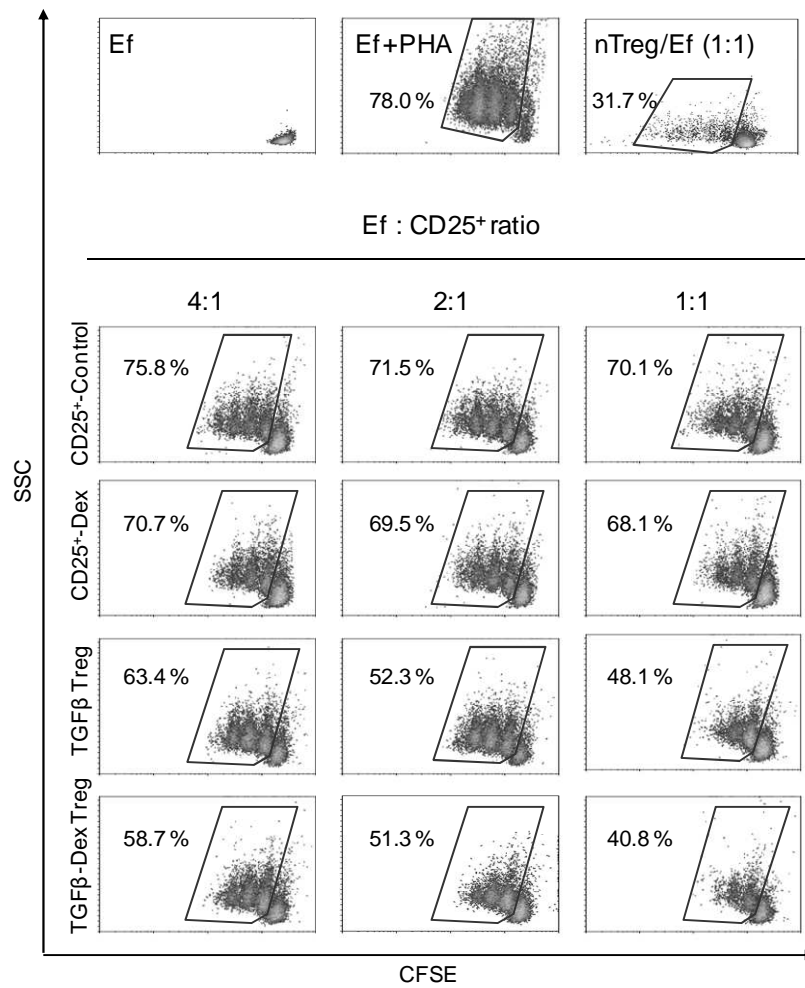 Ef
Ef+PHA
nTreg/Ef (1:1)
78.0 %
31.7%
Ef : CD25⁺ ratio
4:1
2:1
1:1
CD25⁺-Control
75.8 %
71.5 %
70.1 %
CD25⁺-Dex
70.7 %
69.5 %
68.1 %
TGFβ Treg
63.4 %
52.3 %
48.1 %
TGFβ-Dex Treg
58.7 %
51.3 %
40.8 %
SSC
CFSE